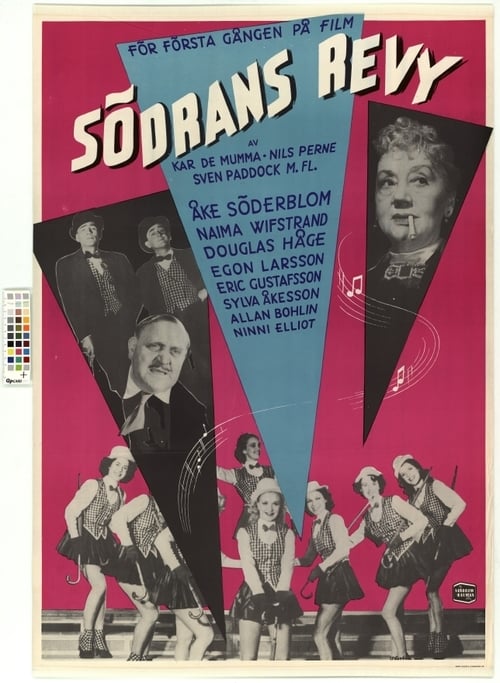 FÖR FÖRSTA GÅNGEN PÅ FILM
SÖDRANS REVY
AV
KAR DE MUMMA · NILS PERNE
SVEN PADDOCK M. FL.
ÅKE SÖDERBLOM
NAIMA WIFSTRAND
DOUGLAS HÅGE
EGON LARSSON
ERIC GUSTAFSSON
SYLVA ÅKESSON
ALLAN BOHLIN
NINNI ELLIOT